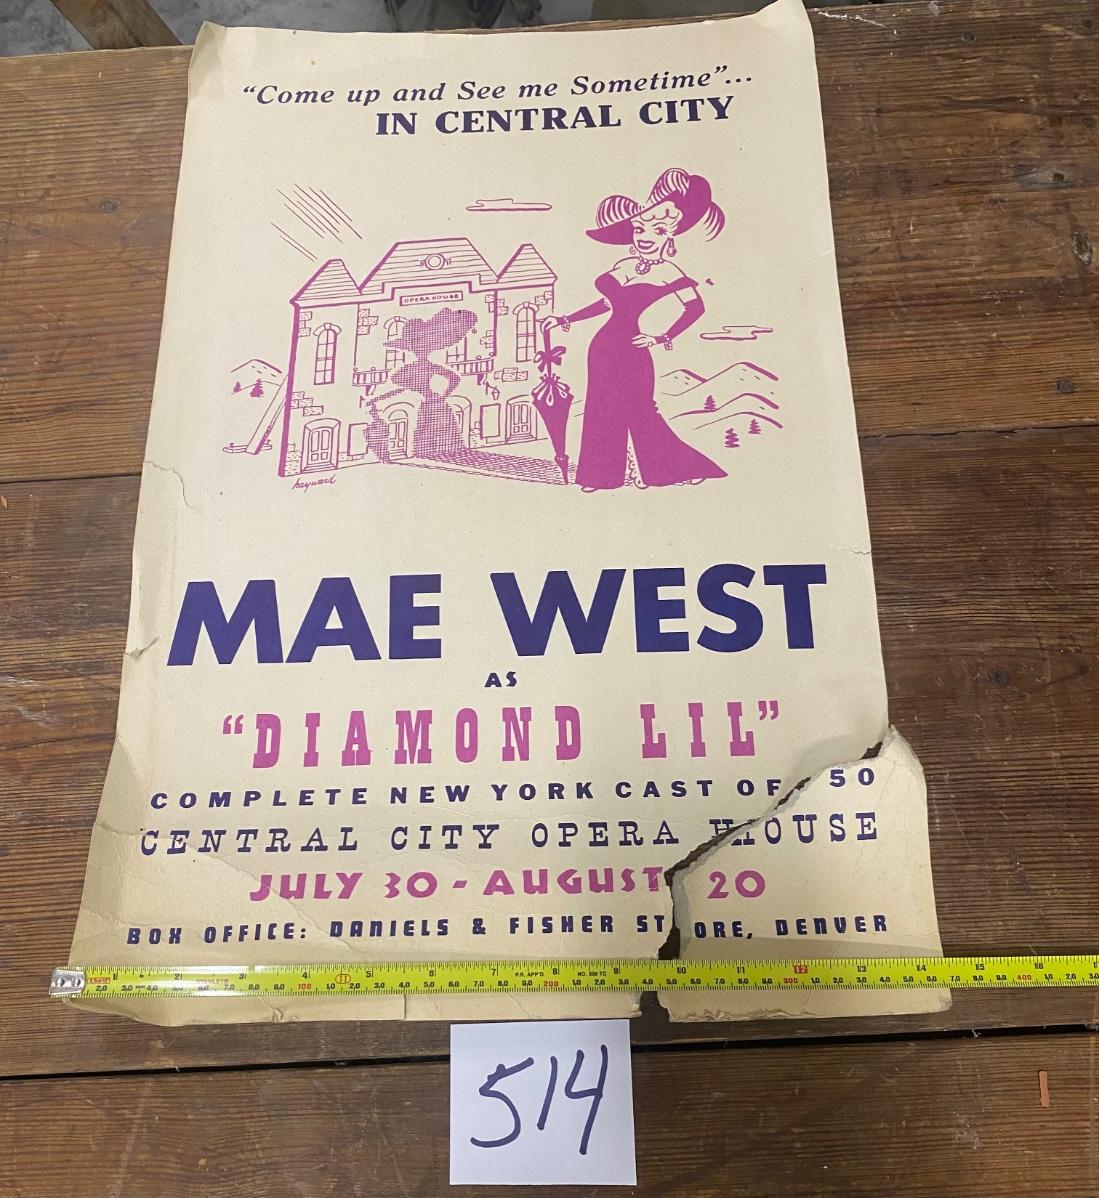 "Come up and See me Sometime"...
IN CENTRAL CITY
OPERA HOUSE
hayward
MAE WEST
AS
"DIAMOND LIL"
COMPLETE NEW YORK CAST OF 50
CENTRAL CITY OPERA HOUSE
JULY 30 - AUGUST 20
BOX OFFICE: DANIELS & FISHER STORE, DENVER
514